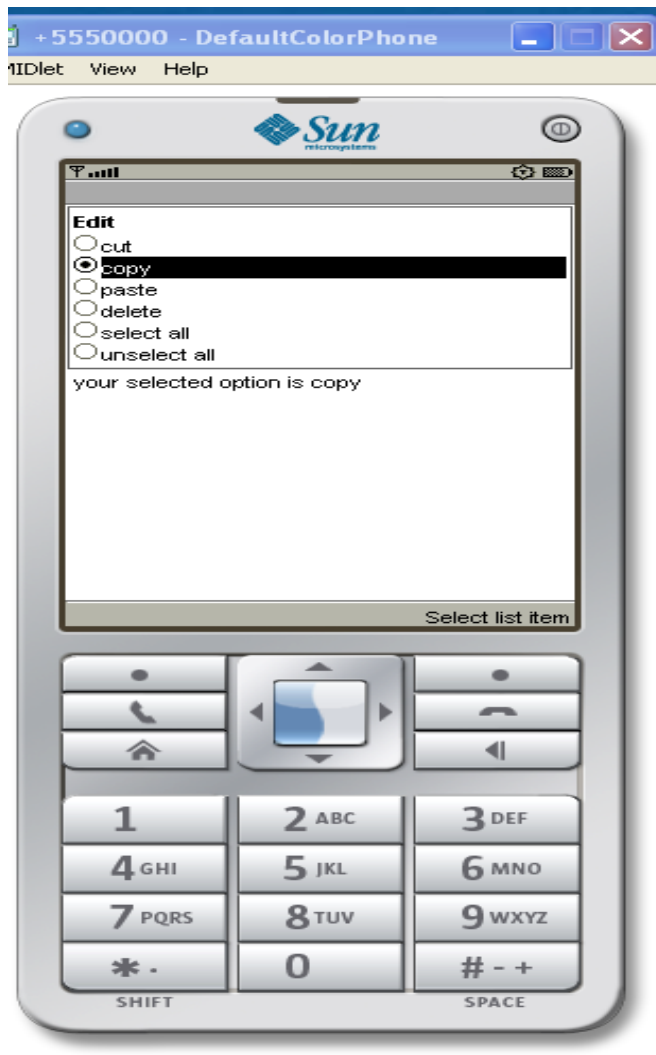 +5550000 - DefaultColorPhone
MIDlet View Help
Sun
microsystems
Edit
cut
copy
paste
delete
select all
unselect all
your selected option is copy
Select list item
1 2 ABC 3 DEF
4 GHI 5 JKL 6 MNO
7 PQRS 8 TUV 9 WXYZ
* . 0 # - +
SHIFT SPACE